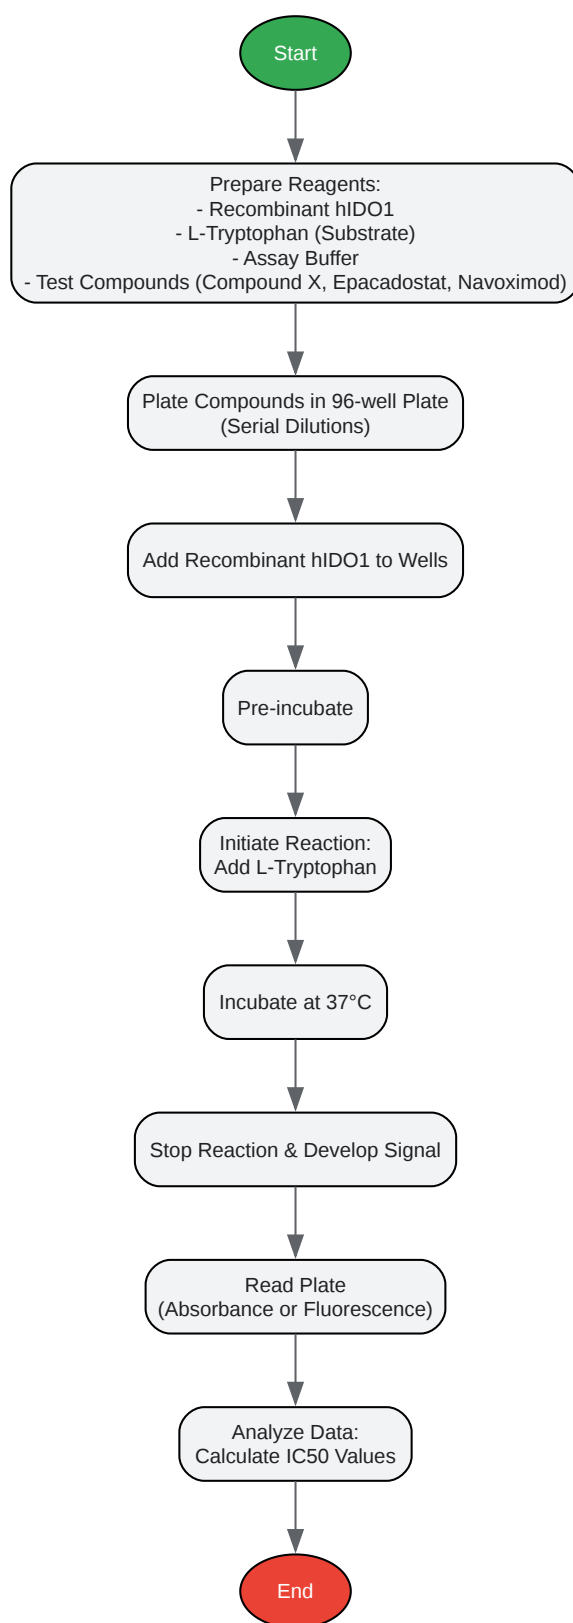 Start
Prepare Reagents:
- Recombinant hIDO1
- L-Tryptophan (Substrate)
- Assay Buffer
- Test Compounds (Compound X, Epacadostat, Navoximod)
Plate Compounds in 96-well Plate
(Serial Dilutions)
Add Recombinant hIDO1 to Wells
Pre-incubate
Initiate Reaction:
Add L-Tryptophan
Incubate at 37°C
Stop Reaction & Develop Signal
Read Plate
(Absorbance or Fluorescence)
Analyze Data:
Calculate IC50 Values
End